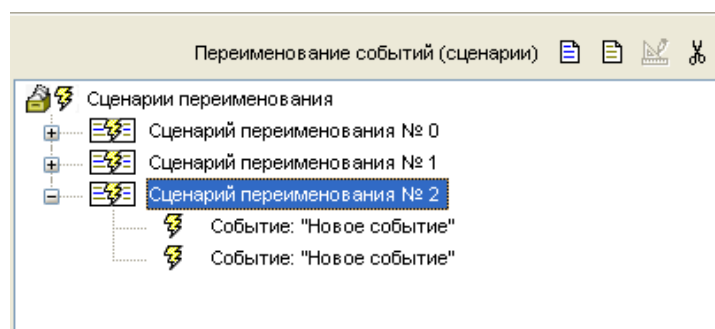 Переименование событий (сценарии)
Сценарии переименования
Сценарий переименования № 0
Сценарий переименования № 1
Сценарий переименования № 2
Событие: "Новое событие"
Событие: "Новое событие"